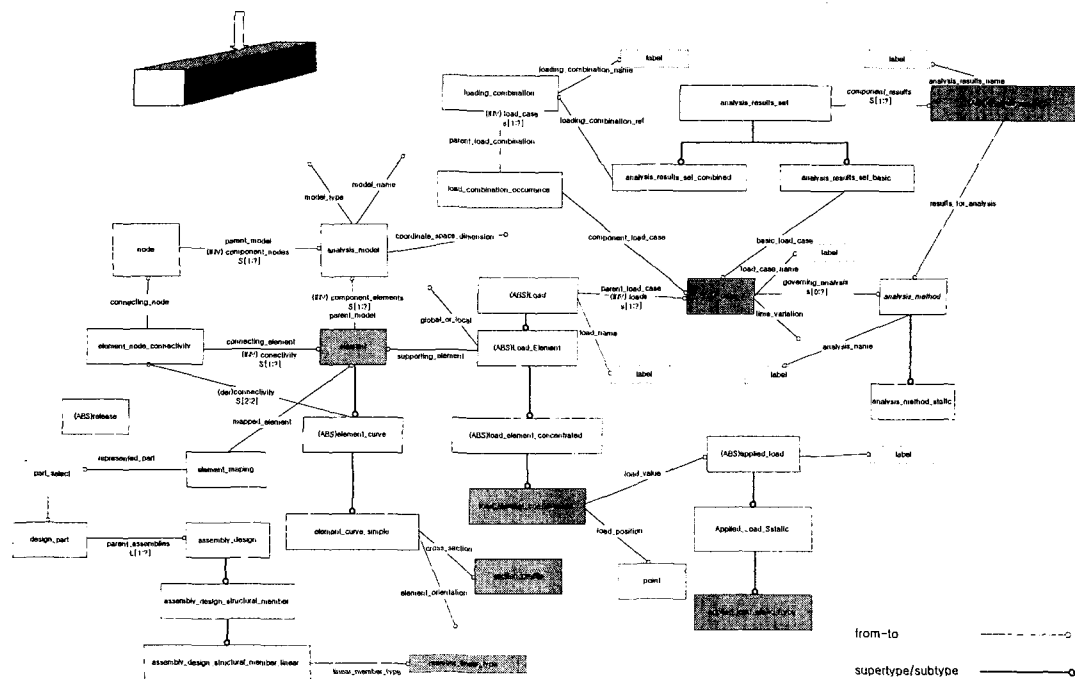 label
label
loading_combination_name
analysis_results_name
loading_combination
analysis_results_set
component_results
S[1:?]
(INV) load_case
s[1:?]
loading_combination_ref
parent_load_combination
model_name
model_type
analysis_results_set_combined
analysis_results_set_basic
load_combination_occurrence
results_for_analysis
node
parent_model
(INV) component_nodes
S[1:?]
analysis_model
coordinate_space_dimension
component_load_case
basic_load_case
label
load_case_name
connecting_node
(INV) component_elements
S[1:?]
parent_model
(ABS)Load
parent_load_case
(INV) loads
s[1:?]
governing_analysis
s[0:?]
analysis_method
global_or_local
load_name
time_variation
element_node_connectivity
connecting_element
(INV) conectivity
S[1:?]
element
supporting_element
(ABS)Load_Element
analysis_name
label
label
(der)connectivity
S[2:2]
analysis_method_static
(ABS)release
mapped_element
(ABS)element_curve
(ABS)load_element_concentrated
represented_part
part_select
element_maping
load_value
(ABS)applied_load
label
design_part
parent_assemblies
L[1:?]
assembly_design
element_curve_simple
load_position
Applied_Load_Sstatic
cross_section
element_orientation
point
assembly_design_structural_member
from-to
assembly_design_structural_member_linear
linear_member_type
supertype/subtype